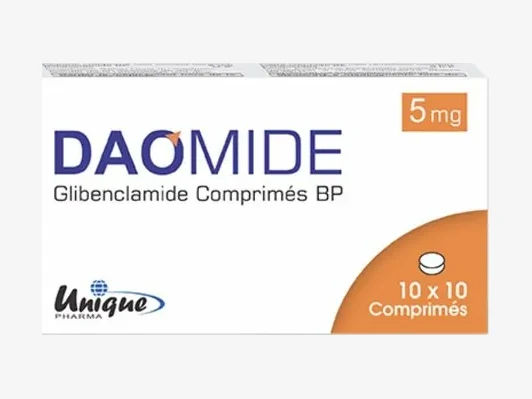 5 mg
DAOMIDE
Glibenclamide Comprimés BP
Unique
PHARMA
10 x 10
Comprimés